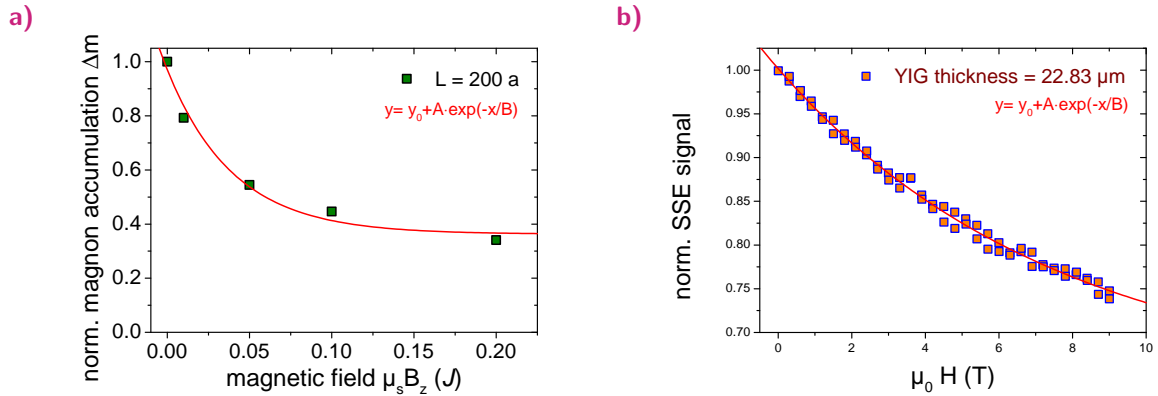 a)
norm. magnon accumulation Δm
1.0
0.8
0.6
0.4
0.2
0.0
0.00 0.05 0.10 0.15 0.20
magnetic field μₛB_z (J)
L = 200 a
y= y₀+A·exp(-x/B)
b)
norm. SSE signal
1.00
0.95
0.90
0.85
0.80
0.75
0.70
0 2 4 6 8 10
μ₀ H (T)
YIG thickness = 22.83 μm
y= y₀+A·exp(-x/B)